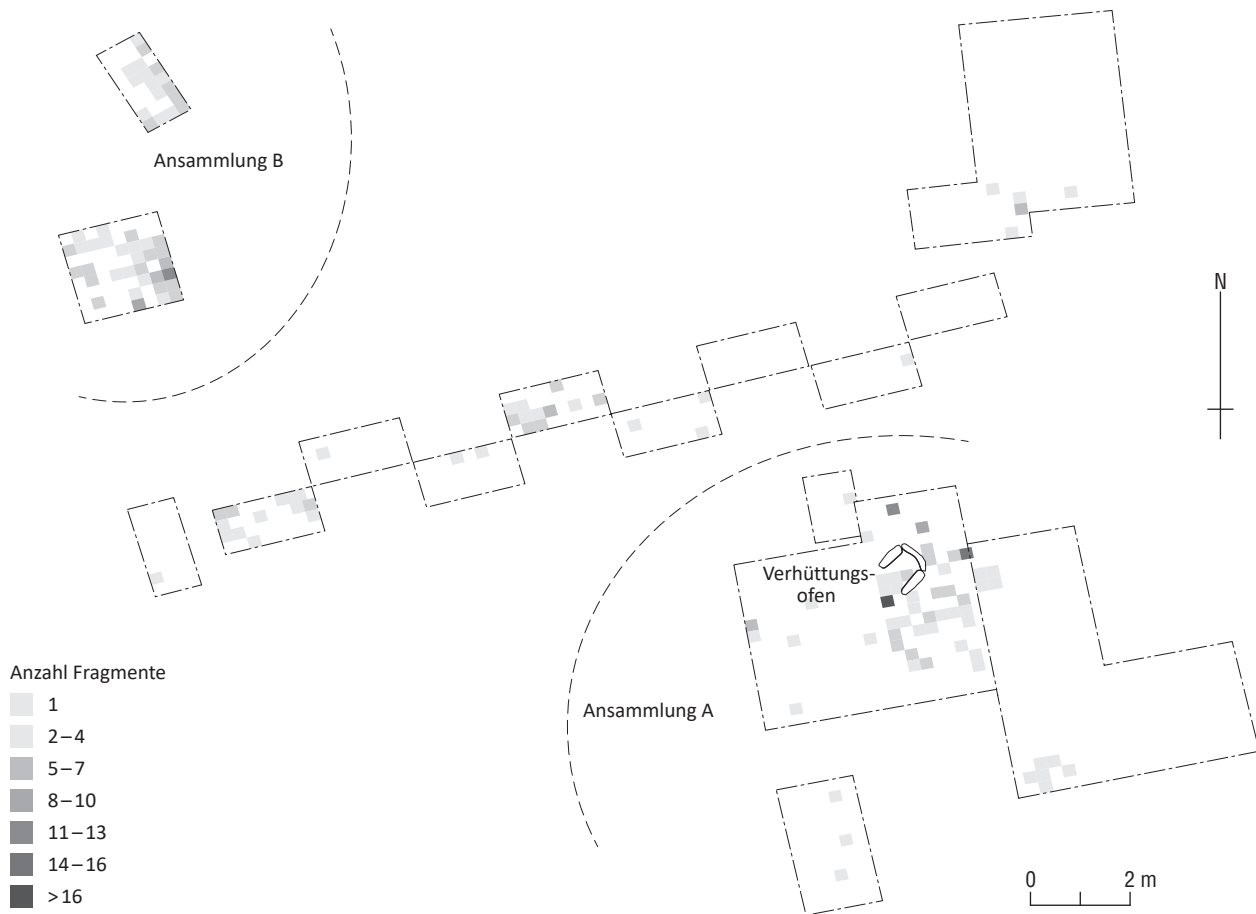 Ansammlung B
N
Verhüttungs-
ofen
Ansammlung A
Anzahl Fragmente
1
2–4
5–7
8–10
11–13
14–16
>16
0 2 m